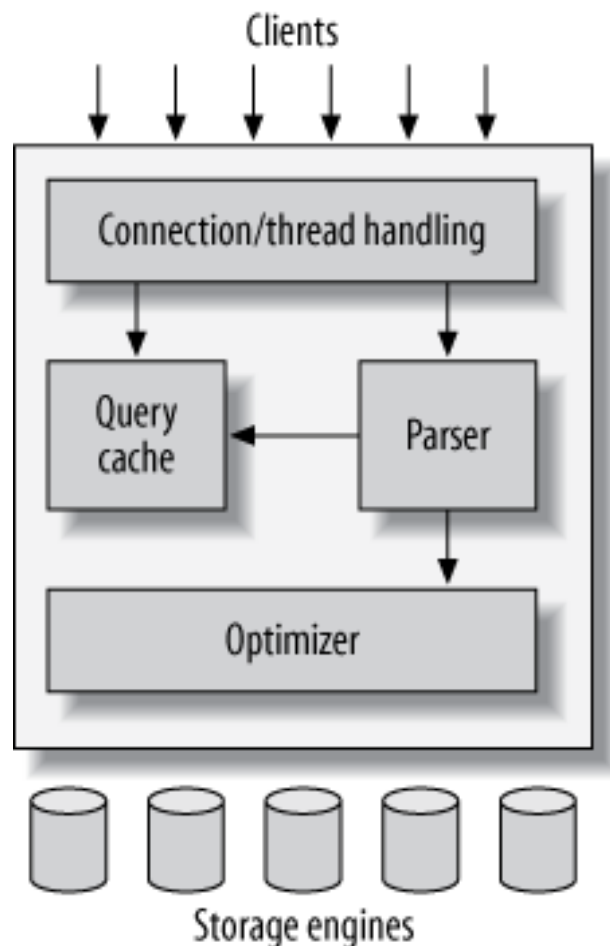 Clients
Connection/thread handling
Query
cache
Parser
Optimizer
Storage engines